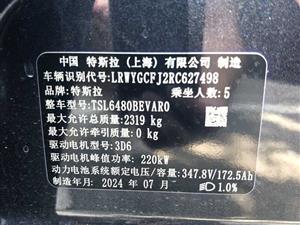 中国 特斯拉 (上海) 有限公司 制造
车辆识别代号:LRWYGCFJ2RC627498
品牌:特斯拉 乘坐人数:5
整车型号:TSL6480BEVAR0
最大允许总质量:2319 kg
最大允许牵引质量:0 kg
驱动电机型号:3D6
驱动电机峰值功率:220kW
动力电池系统额定电压/容量:347.8V/172.5Ah
制造年月:2024 年 07 月 1.0%